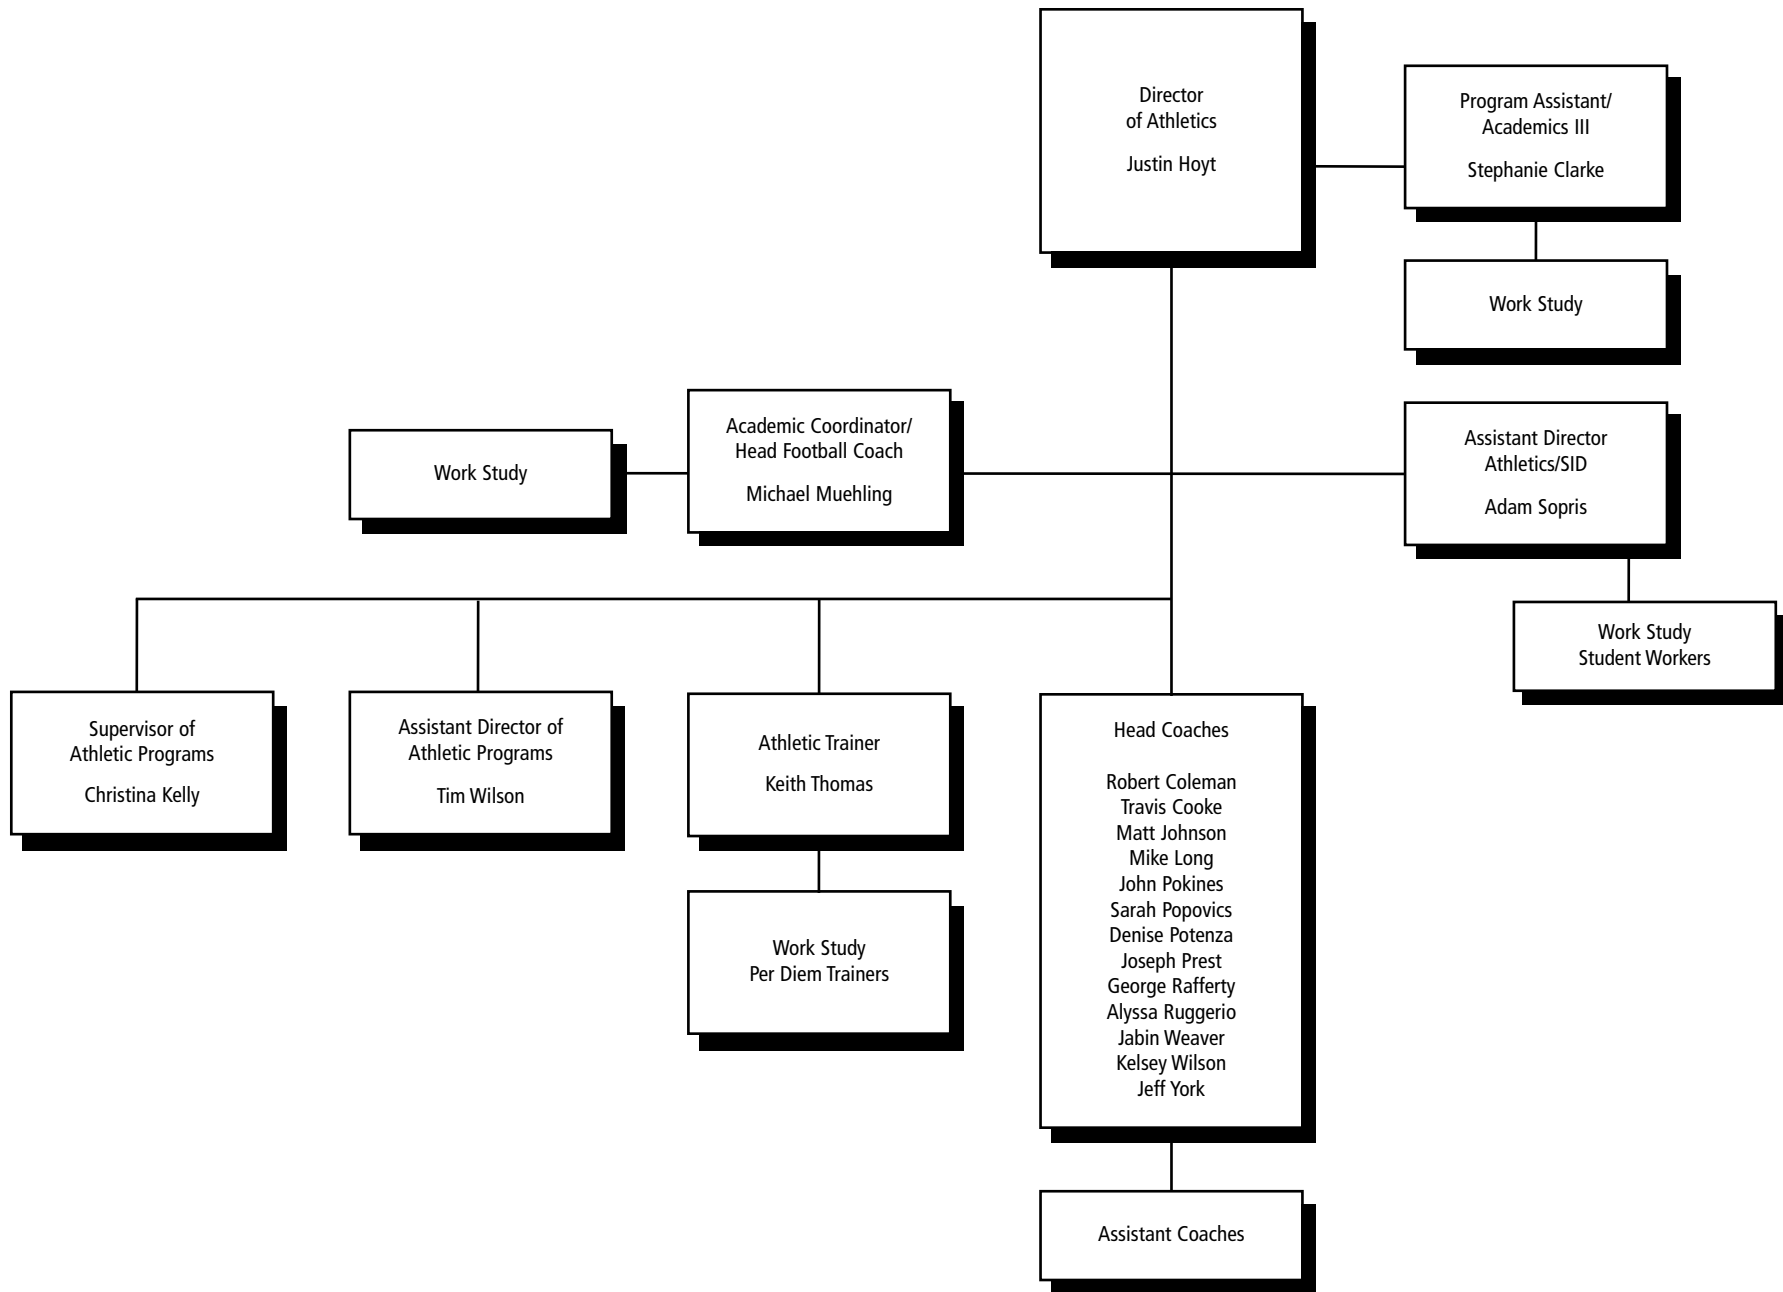 Director
of Athletics
Justin Hoyt
Program Assistant/
Academics III
Stephanie Clarke
Work Study
Work Study
Academic Coordinator/
Head Football Coach
Michael Muehling
Assistant Director
Athletics/SID
Adam Sopris
Work Study
Student Workers
Supervisor of
Athletic Programs
Christina Kelly
Assistant Director of
Athletic Programs
Tim Wilson
Athletic Trainer
Keith Thomas
Work Study
Per Diem Trainers
Head Coaches
Robert Coleman
Travis Cooke
Matt Johnson
Mike Long
John Pokines
Sarah Popovics
Denise Potenza
Joseph Prest
George Rafferty
Alyssa Ruggerio
Jabin Weaver
Kelsey Wilson
Jeff York
Assistant Coaches